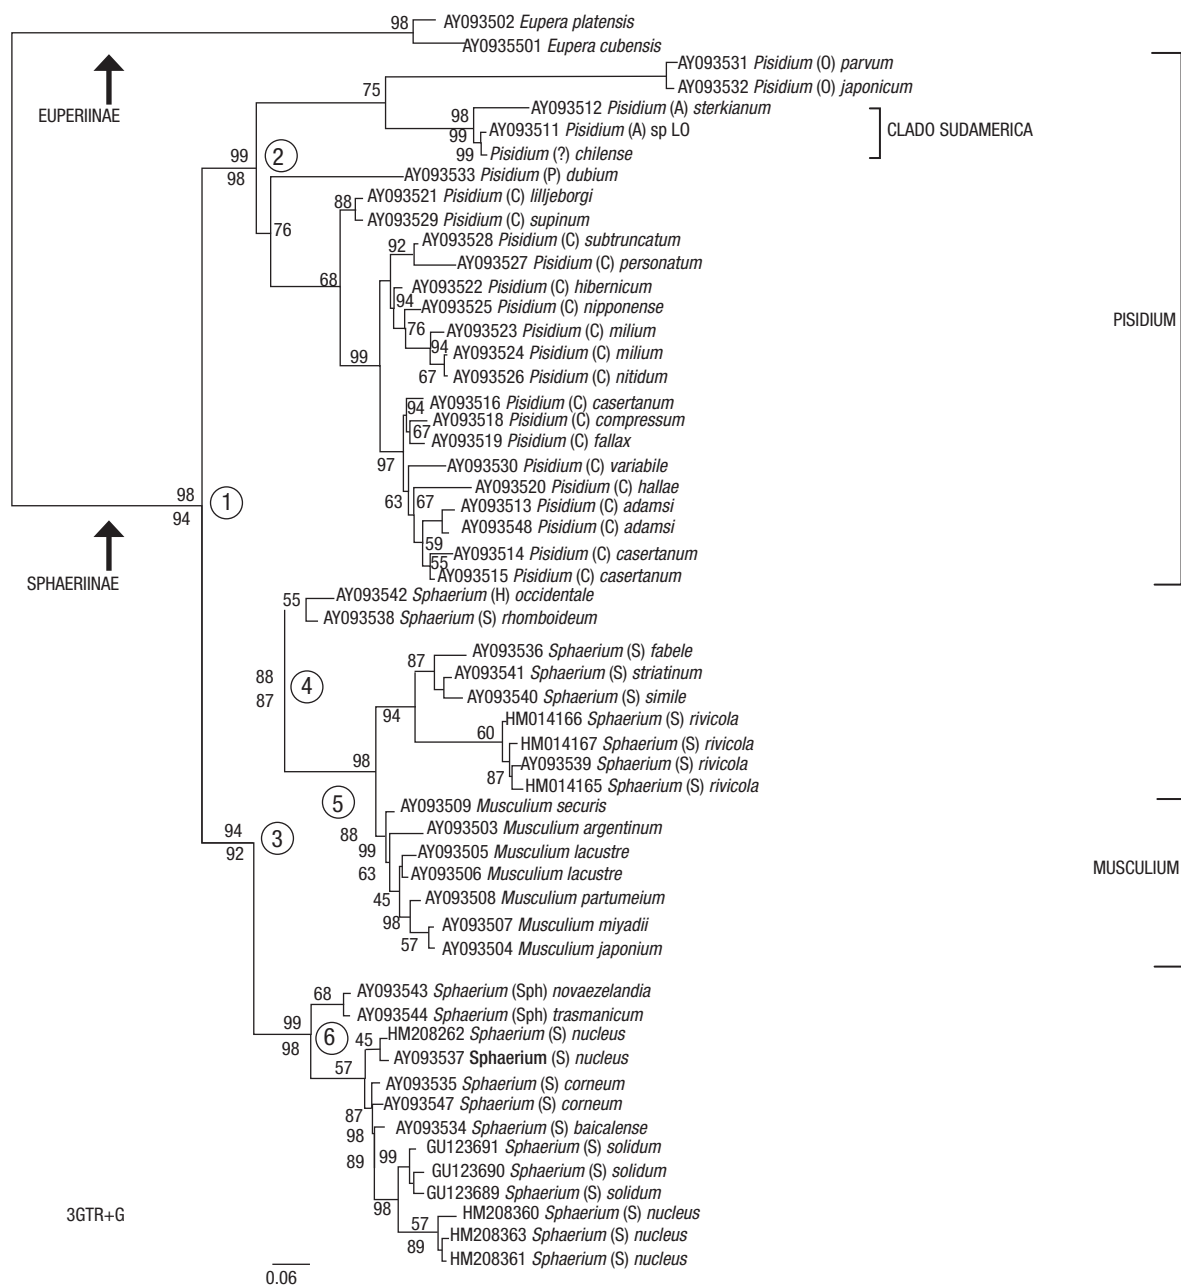 98
AY093502 Eupera platensis
AY0935501 Eupera cubensis
EUPERIINAE
AY093531 Pisidium (O) parvum
AY093532 Pisidium (O) japonicum
75
AY093512 Pisidium (A) sterkianum
98
AY093511 Pisidium (A) sp LO
99
99
Pisidium (?) chilense
CLADO SUDAMERICA
99
98
2
AY093533 Pisidium (P) dubium
88
AY093521 Pisidium (C) lilljeborgi
AY093529 Pisidium (C) supinum
76
92
AY093528 Pisidium (C) subtruncatum
AY093527 Pisidium (C) personatum
68
AY093522 Pisidium (C) hibernicum
94
AY093525 Pisidium (C) nipponense
PISIDIUM
76
AY093523 Pisidium (C) milium
94
AY093524 Pisidium (C) milium
99
67
AY093526 Pisidium (C) nitidum
AY093516 Pisidium (C) casertanum
94
AY093518 Pisidium (C) compressum
67
AY093519 Pisidium (C) fallax
97
AY093530 Pisidium (C) variabile
AY093520 Pisidium (C) hallae
63
67
AY093513 Pisidium (C) adamsi
AY093548 Pisidium (C) adamsi
59
AY093514 Pisidium (C) casertanum
55
AY093515 Pisidium (C) casertanum
98
94
1
SPHAERIINAE
55
AY093542 Sphaerium (H) occidentale
AY093538 Sphaerium (S) rhomboideum
88
87
4
87
AY093536 Sphaerium (S) fabele
AY093541 Sphaerium (S) striatinum
AY093540 Sphaerium (S) simile
94
HM014166 Sphaerium (S) rivicola
60
HM014167 Sphaerium (S) rivicola
AY093539 Sphaerium (S) rivicola
87
HM014165 Sphaerium (S) rivicola
98
5
AY093509 Musculium securis
88
AY093503 Musculium argentinum
99
AY093505 Musculium lacustre
63
AY093506 Musculium lacustre
MUSCULIUM
45
AY093508 Musculium partumeium
98
AY093507 Musculium miyadii
57
AY093504 Musculium japonium
94
92
3
68
AY093543 Sphaerium (Sph) novaezelandia
AY093544 Sphaerium (Sph) trasmanicum
99
98
6
45
HM208262 Sphaerium (S) nucleus
AY093537 Sphaerium (S) nucleus
57
AY093535 Sphaerium (S) corneum
AY093547 Sphaerium (S) corneum
87
AY093534 Sphaerium (S) baicalense
98
GU123691 Sphaerium (S) solidum
89
99
GU123690 Sphaerium (S) solidum
GU123689 Sphaerium (S) solidum
98
HM208360 Sphaerium (S) nucleus
57
HM208363 Sphaerium (S) nucleus
89
HM208361 Sphaerium (S) nucleus
3GTR+G
0.06